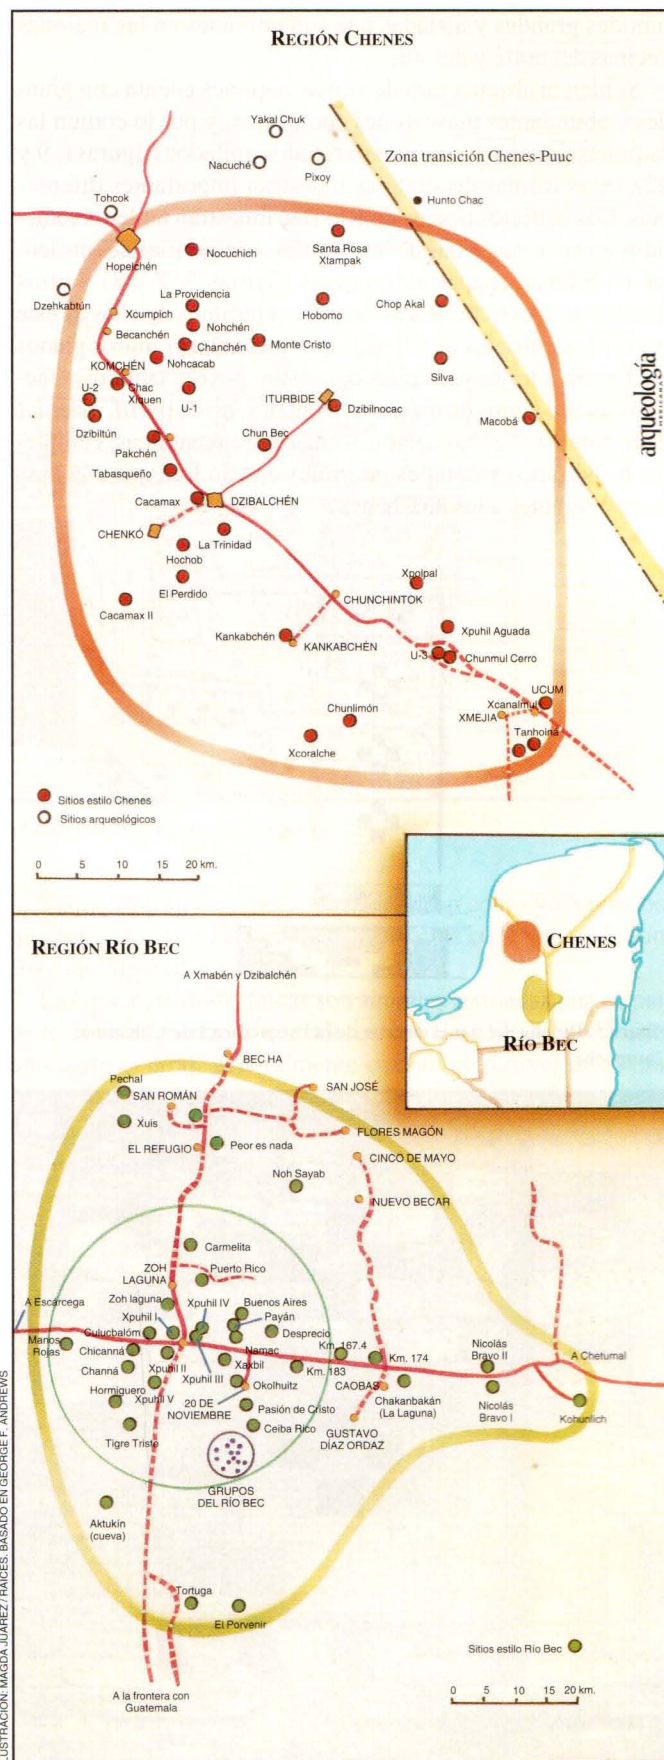 REGIÓN CHENES
Yakal Chuk
Nacuché
Pixoy
Zona transición Chenes-Puuc
Tohcok
Hunto Chac
Hopelchén
Nocuchich
Santa Rosa
Xtampak
Dzehkabtún
La Providencia
Hobomo
Chop Akal
Xcumpich
Nohchén
Becanchén
Chanchén
Monte Cristo
KOMCHÉN
Nohcacab
Silva
arqueología
MEXICANA
U-2
Chac
Xiquen
U-1
ITURBIDE
Dzibilnocac
Dzibiltún
Chun Bec
Macobá
Pakchén
Tabasqueño
Cacamax
DZIBALCHÉN
CHENKÓ
La Trinidad
Hochob
El Perdido
Xpolpal
CHUNCHINTOK
Cacamax II
Kankabchén
KANKABCHÉN
Xpuhil Aguada
U-3
Chunmul Cerro
UCUM
Xcanalmul
XMEJIA
Chunlimón
Tanhoina
Xcoralche
Sitios estilo Chenes
Sitios arqueológicos
0 5 10 15 20 km.
CHENES
RÍO BEC
REGIÓN RÍO BEC
A Xmabén y Dzibalchén
BEC HA
Pechal
SAN ROMÁN
SAN JOSÉ
Xuis
FLORES MAGÓN
EL REFUGIO
Peor es nada
CINCO DE MAYO
Noh Sayab
NUEVO BECAR
Carmelita
ZOH
LAGUNA
Puerto Rico
A Escárcega
Zoh laguna
Xpuhil IV
Buenos Aires
Xpuhil I
Payán
Manos
Rojas
Culucbalóm
Desprecio
Chicanná
Namac
Km. 167.4
Nicolás
Bravo II
A Chetumal
Channá
Xpuhil II
Xpuhil III
Xaxbil
Km. 183
Km. 174
Hormiguero
Xpuhil V
Okolhuitz
CAOBAS
Chakanbakán
(La Laguna)
Nicolás
Bravo I
Kohunlich
20 DE
NOVIEMBRE
Pasión de Cristo
Tigre Triste
Ceiba Rico
GUSTAVO
DÍAZ ORDAZ
GRUPOS
DEL RÍO BEC
Aktukín
(cueva)
Tortuga
El Porvenir
Sitios estilo Río Bec
A la frontera con
Guatemala
0 5 10 15 20 km.
ILUSTRACIÓN: MAGDA JUÁREZ / RAÍCES. BASADO EN GEORGE F. ANDREWS